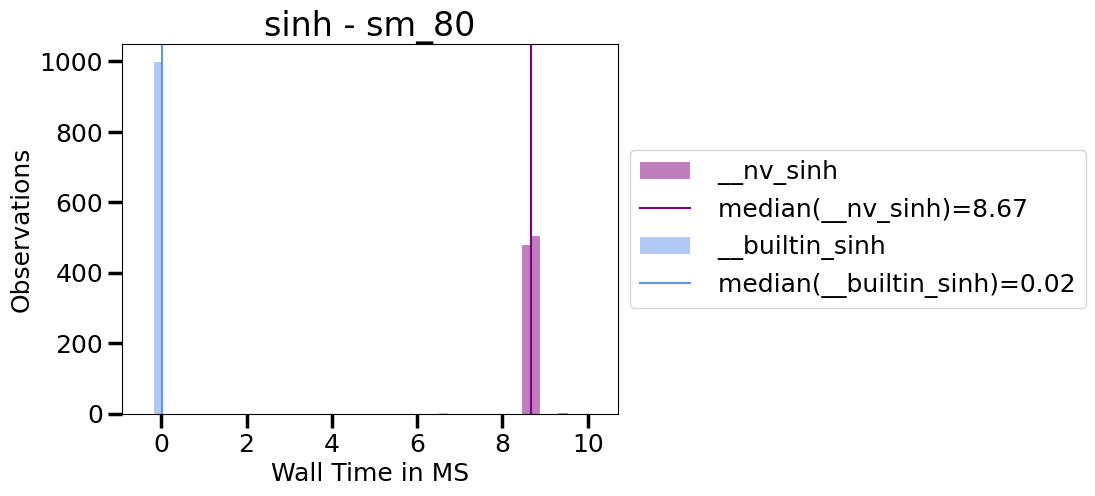 sinh - sm_80
1000
800
600
400
200
0
Observations
0 2 4 6 8 10
Wall Time in MS
__nv_sinh
median(__nv_sinh)=8.67
__builtin_sinh
median(__builtin_sinh)=0.02